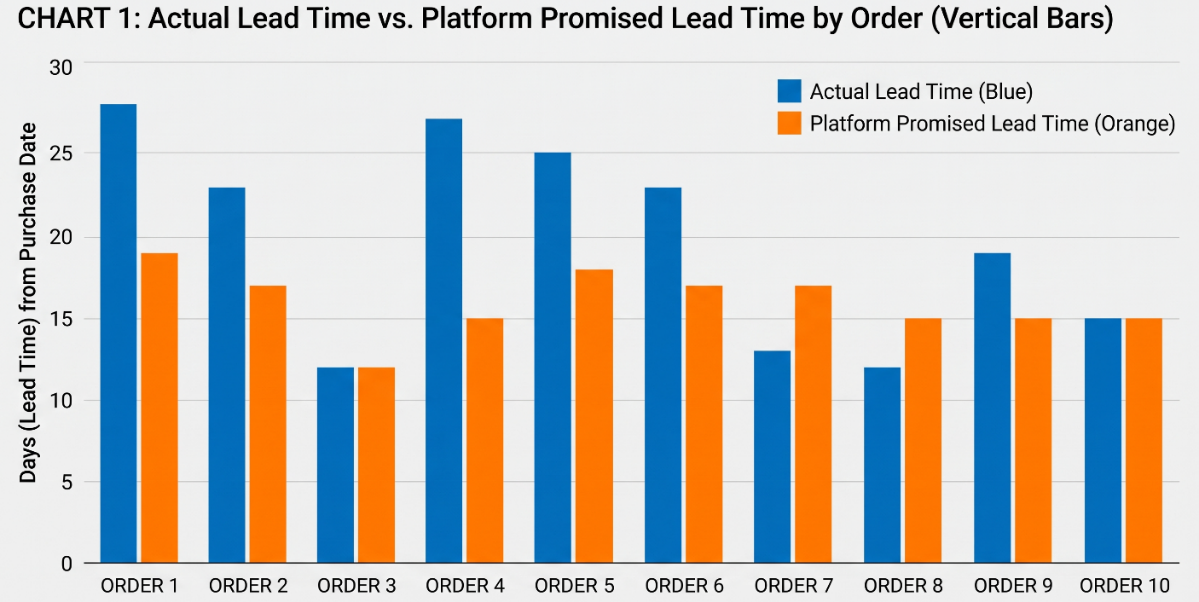 CHART 1: Actual Lead Time vs. Platform Promised Lead Time by Order (Vertical Bars)
30
Actual Lead Time (Blue)
Platform Promised Lead Time (Orange)
25
20
15
10
5
0
Days (Lead Time) from Purchase Date
ORDER 1 ORDER 2 ORDER 3 ORDER 4 ORDER 5 ORDER 6 ORDER 7 ORDER 8 ORDER 9 ORDER 10